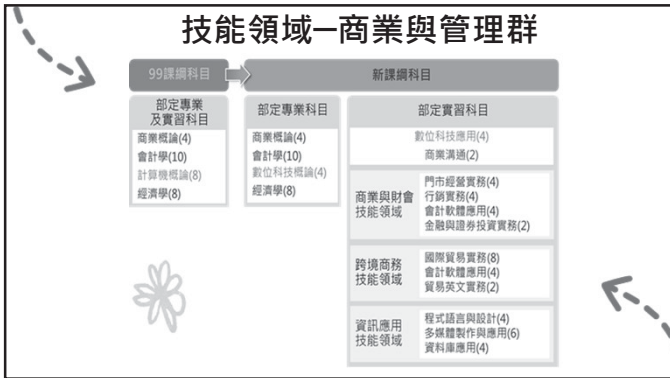 技能領域─商業與管理群
99課綱科目
新課綱科目
部定專業
及實習科目
商業概論(4)
會計學(10)
計算機概論(8)
經濟學(8)
部定專業科目
商業概論(4)
會計學(10)
數位科技概論(4)
經濟學(8)
部定實習科目
數位科技應用(4)
商業溝通(2)
商業與財會
技能領域
門市經營實務(4)
行銷實務(4)
會計軟體應用(4)
金融與證券投資實務(2)
跨境商務
技能領域
國際貿易實務(8)
會計軟體應用(4)
貿易英文實務(2)
資訊應用
技能領域
程式語言與設計(4)
多媒體製作與應用(6)
資料庫應用(4)